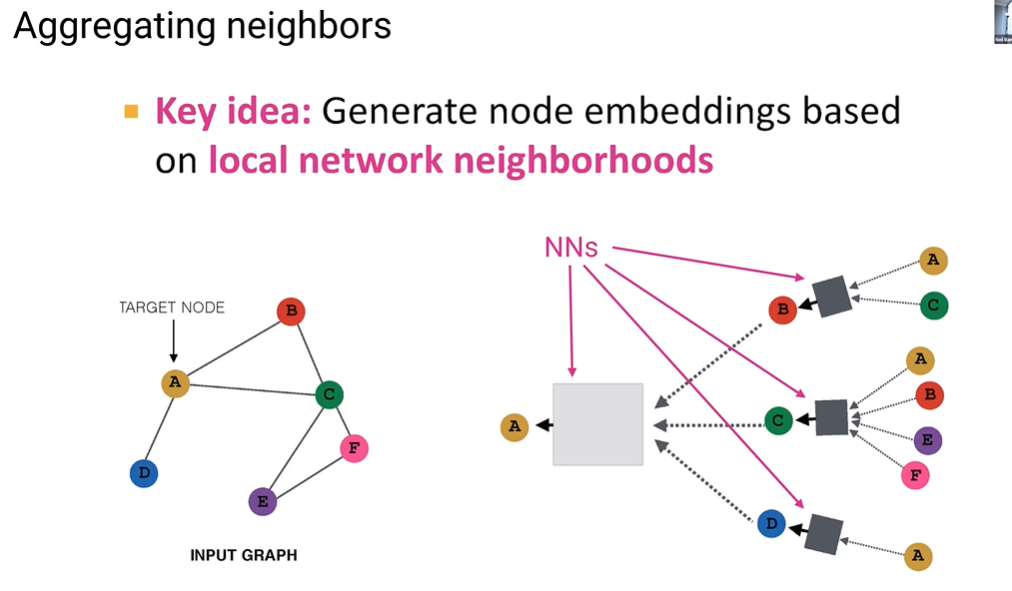 Aggregating neighbors
Key idea: Generate node embeddings based
on local network neighborhoods
TARGET NODE
B
A
C
F
D
E
INPUT GRAPH
NNs
A
B
C
A
A
C
B
E
F
D
A